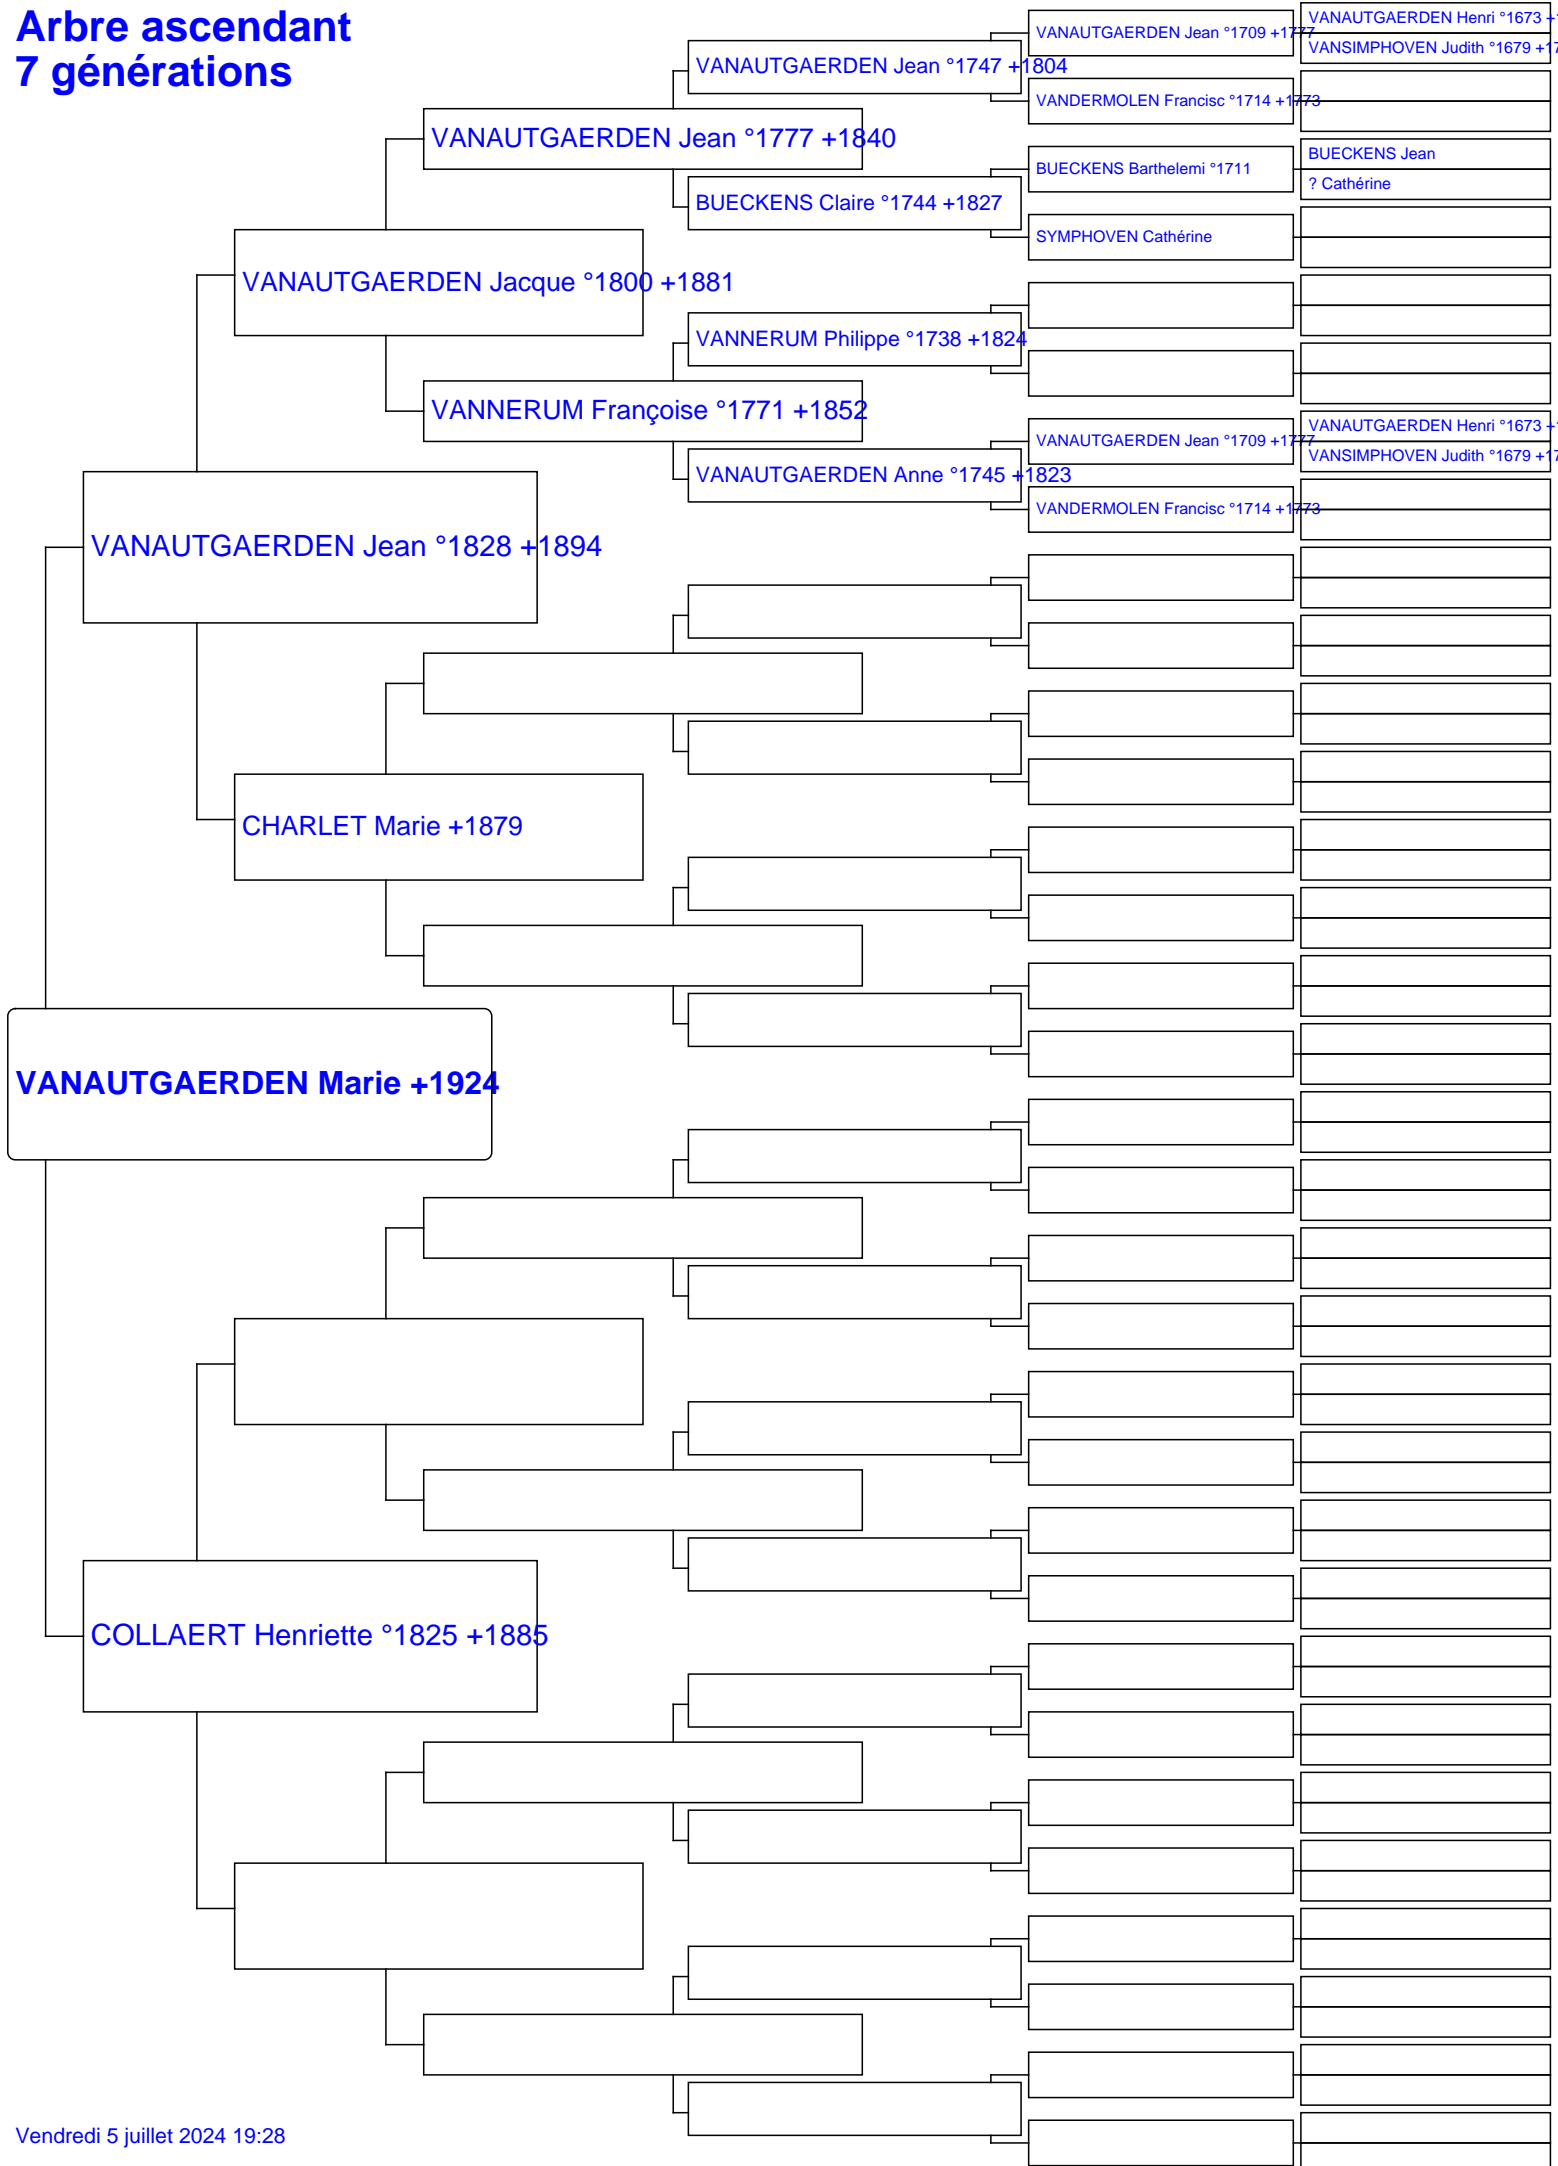 Arbre ascendant
7 générations
VANAUTGAERDEN Henri °1673 +
VANAUTGAERDEN Jean °1709 +1777
VANSIMPHOVEN Judith °1679 +17
VANAUTGAERDEN Jean °1747 +1804
VANDERMOLEN Francisc °1714 +1773
VANAUTGAERDEN Jean °1777 +1840
BUECKENS Jean
BUECKENS Barthelemi °1711
? Cathérine
BUECKENS Claire °1744 +1827
SYMPHOVEN Cathérine
VANAUTGAERDEN Jacque °1800 +1881
VANNERUM Philippe °1738 +1824
VANNERUM Françoise °1771 +1852
VANAUTGAERDEN Henri °1673 +
VANAUTGAERDEN Jean °1709 +1777
VANSIMPHOVEN Judith °1679 +17
VANAUTGAERDEN Anne °1745 +1823
VANDERMOLEN Francisc °1714 +1773
VANAUTGAERDEN Jean °1828 +1894
CHARLET Marie +1879
VANAUTGAERDEN Marie +1924
COLLAERT Henriette °1825 +1885
Vendredi 5 juillet 2024 19:28